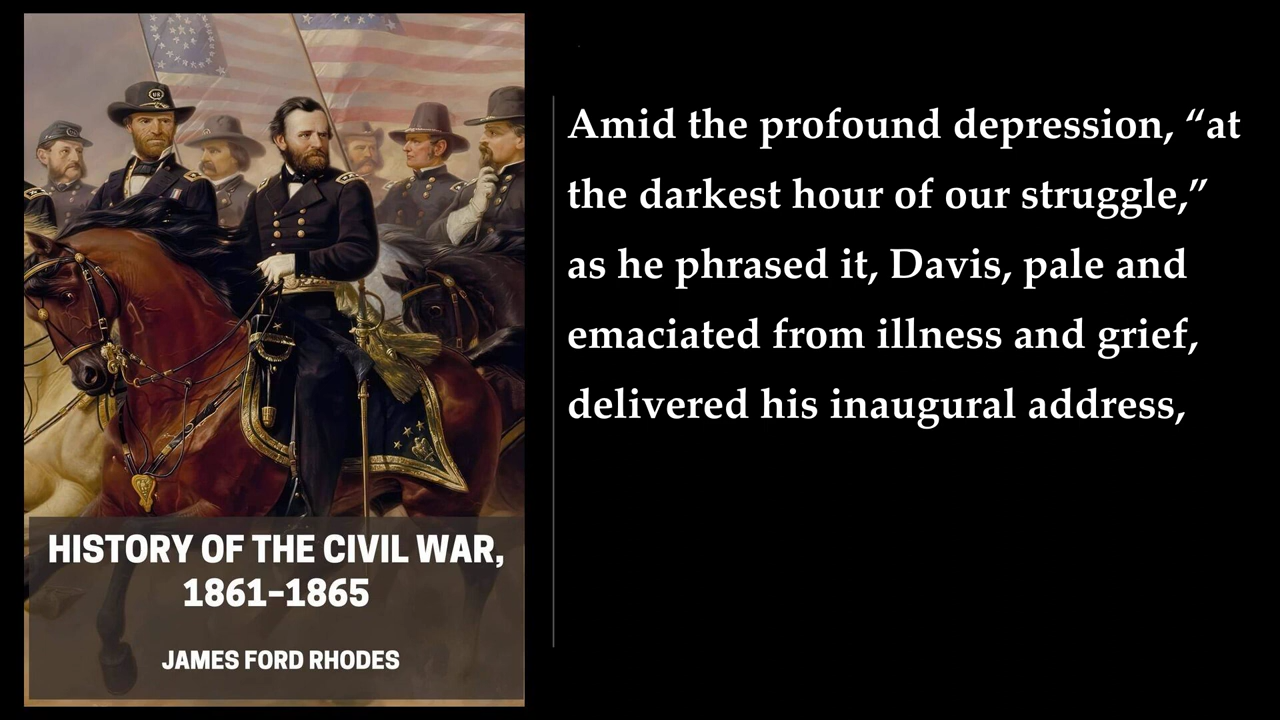 HISTORY OF THE CIVIL WAR,
1861–1865
JAMES FORD RHODES
Amid the profound depression, “at
the darkest hour of our struggle,”
as he phrased it, Davis, pale and
emaciated from illness and grief,
delivered his inaugural address,